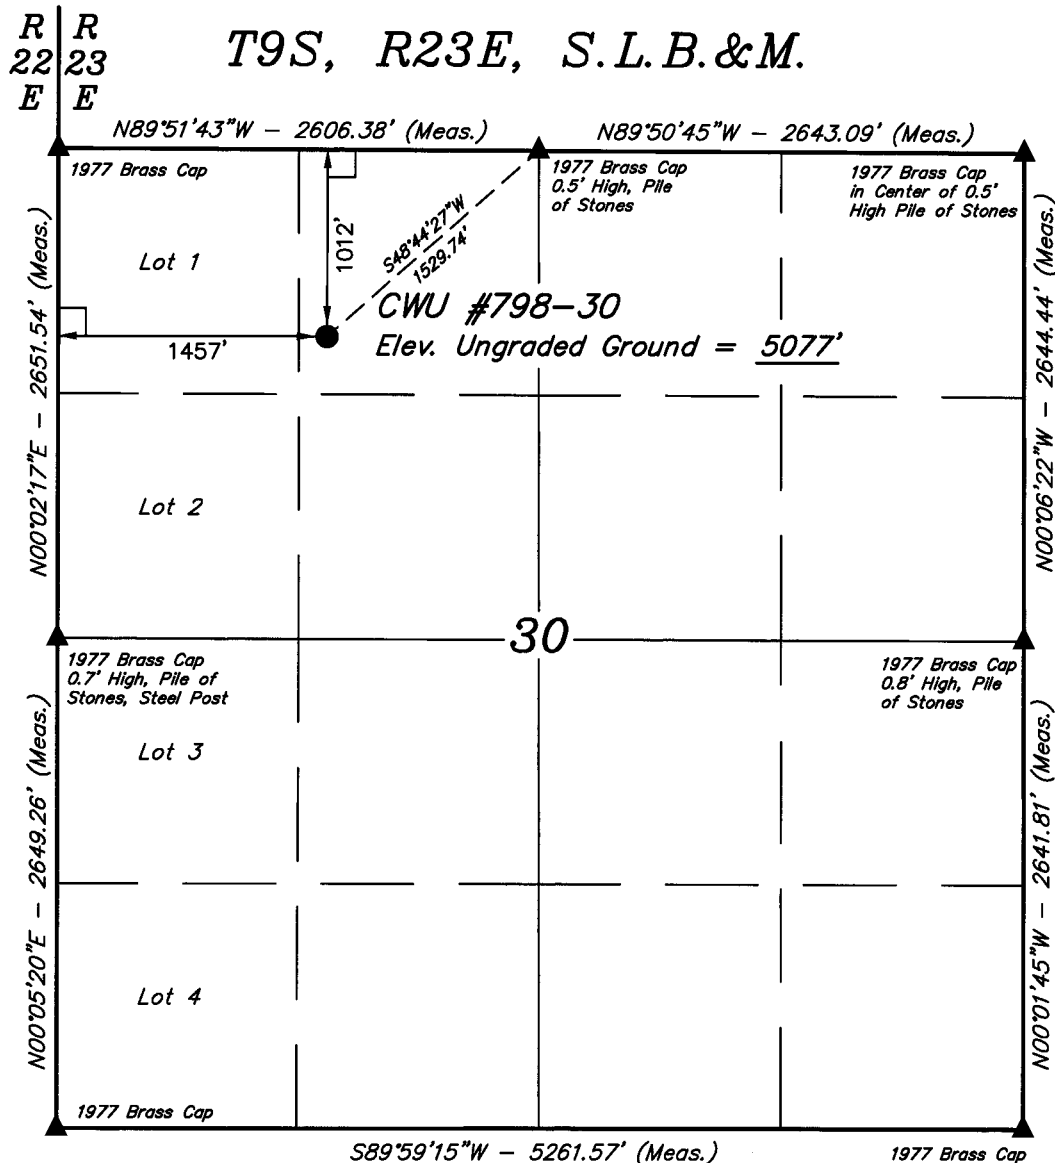 R R
22 23
E E
T9S, R23E, S.L.B.&M.
N89°51'43"W - 2606.38' (Meas.)
N89°50'45"W - 2643.09' (Meas.)
1977 Brass Cap
1977 Brass Cap
0.5' High, Pile
of Stones
1977 Brass Cap
in Center of 0.5'
High Pile of Stones
N00°02'17"E - 2651.54' (Meas.)
Lot 1
1012'
S48°44'27"W
1529.74'
1457'
CWU #798-30
Elev. Ungraded Ground = 5077'
N00°06'22"W - 2644.44' (Meas.)
Lot 2
30
1977 Brass Cap
0.7' High, Pile of
Stones, Steel Post
1977 Brass Cap
0.8' High, Pile
of Stones
N00°05'20"E - 2649.26' (Meas.)
Lot 3
N00°01'45"W - 2641.81' (Meas.)
Lot 4
1977 Brass Cap
S89°59'15"W - 5261.57' (Meas.)
1977 Brass Cap